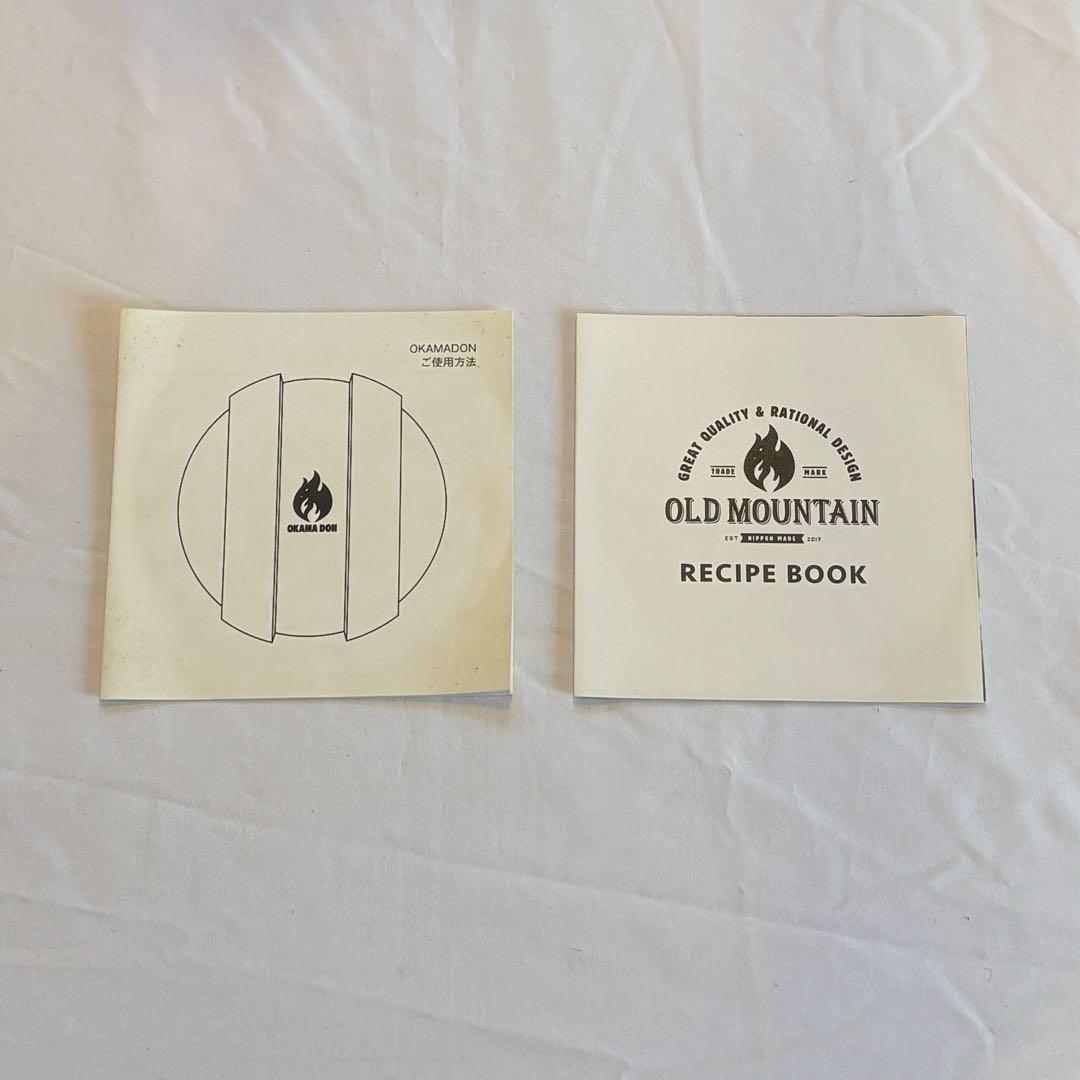 OKAMADON
ご使用方法
OKAMA DON
GREAT QUALITY & RATIONAL DESIGN
TRADE MARK
OLD MOUNTAIN
EST NIPPON MADE 2019
RECIPE BOOK